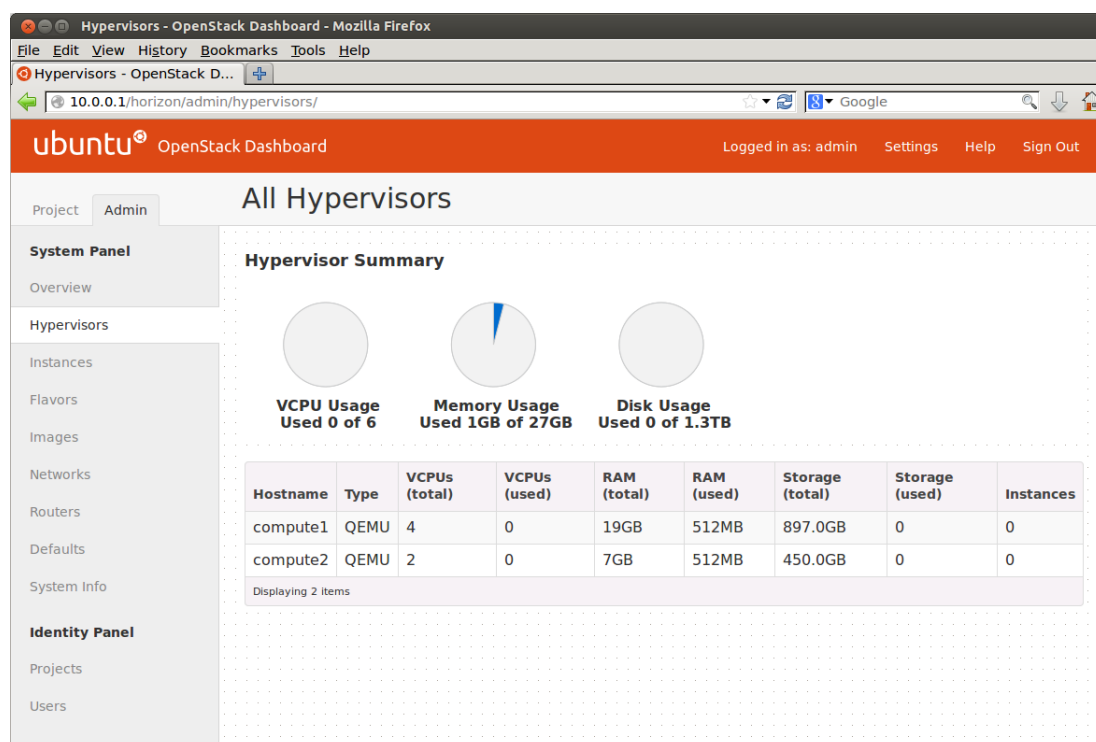 Hypervisors - OpenStack Dashboard - Mozilla Firefox
File Edit View History Bookmarks Tools Help
Hypervisors - OpenStack D...
10.0.0.1/horizon/admin/hypervisors/
Google
ubuntu OpenStack Dashboard
Logged in as: admin Settings Help Sign Out
Project Admin
All Hypervisors
System Panel
Overview
Hypervisors
Instances
Flavors
Images
Networks
Routers
Defaults
System Info
Identity Panel
Projects
Users
Hypervisor Summary
VCPU Usage
Used 0 of 6
Memory Usage
Used 1GB of 27GB
Disk Usage
Used 0 of 1.3TB
Hostname Type VCPUs (total) VCPUs (used) RAM (total) RAM (used) Storage (total) Storage (used) Instances
compute1 QEMU 4 0 19GB 512MB 897.0GB 0 0
compute2 QEMU 2 0 7GB 512MB 450.0GB 0 0
Displaying 2 items